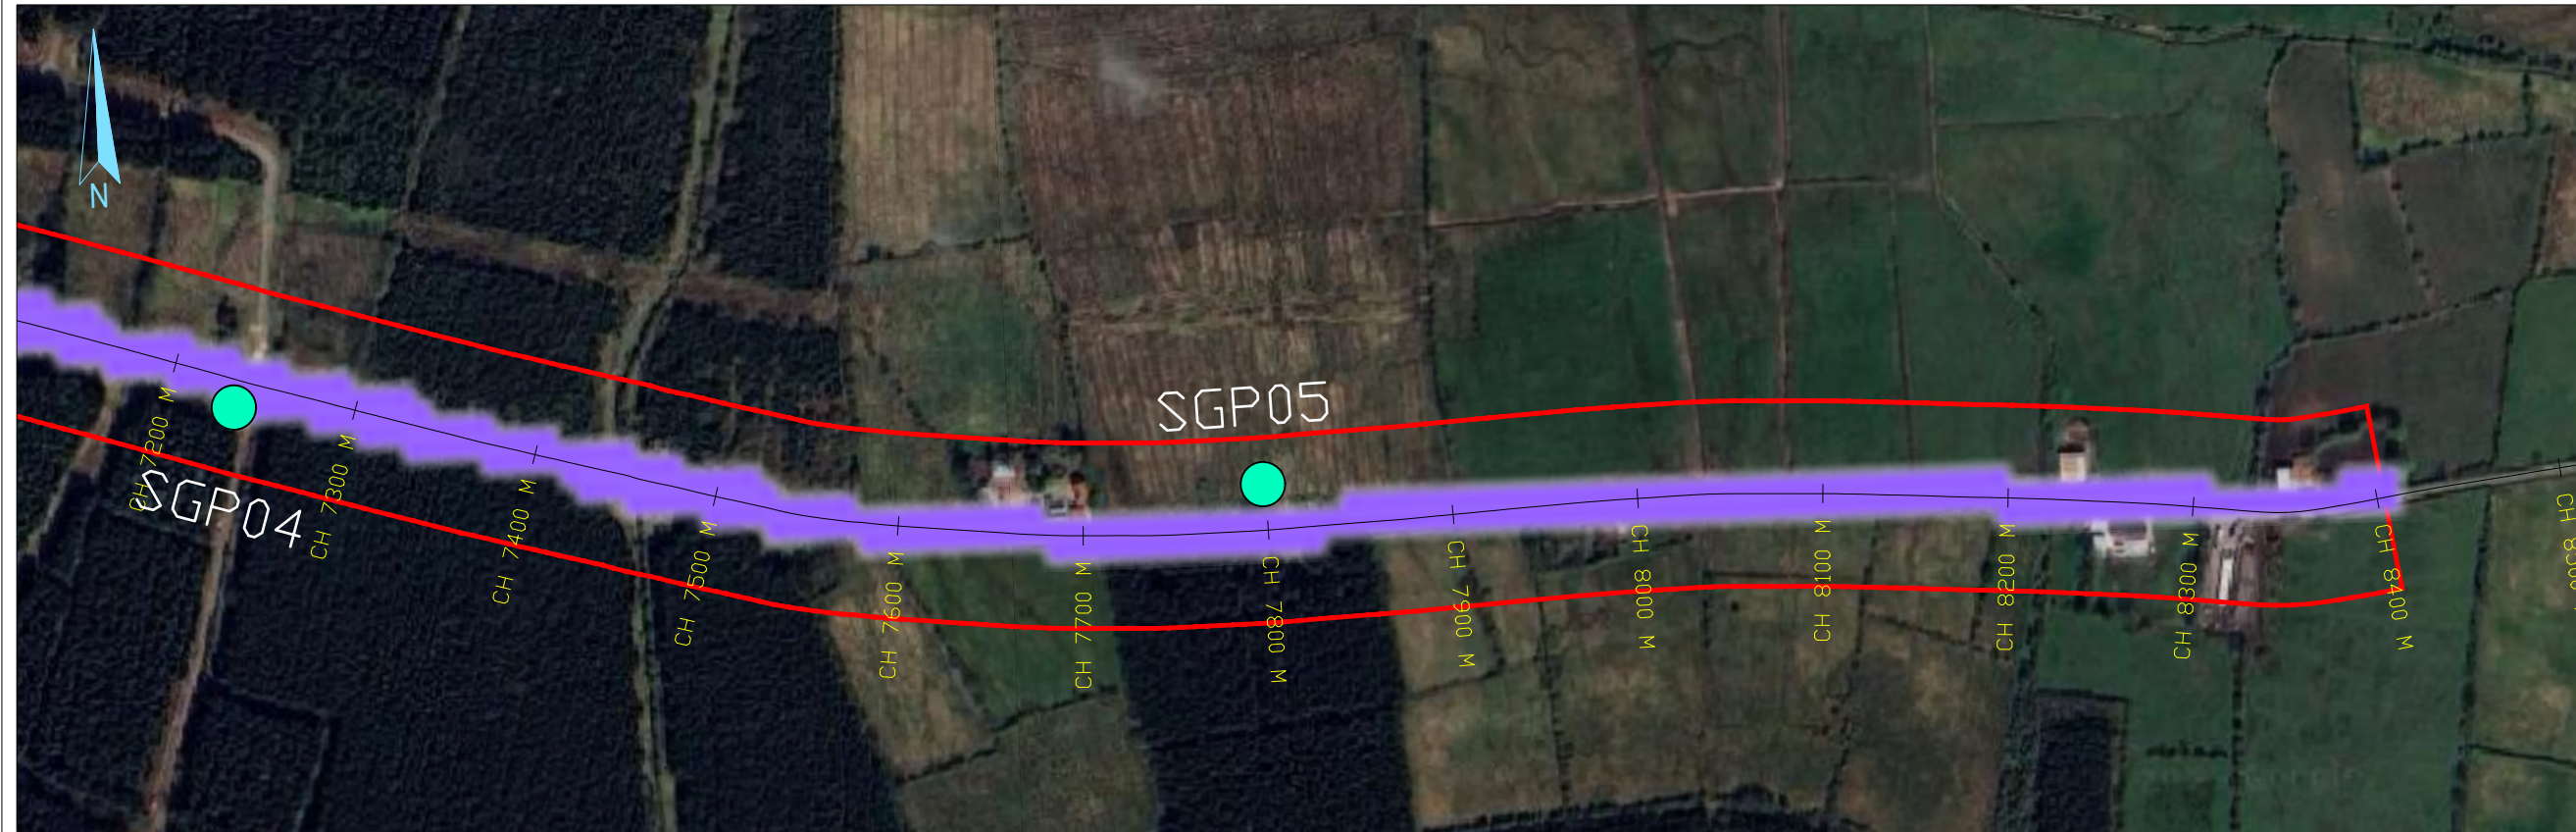 N
SGP05
SGP04
CH 7200 M
CH 7300 M
CH 7400 M
CH 7500 M
CH 7600 M
CH 7700 M
CH 7800 M
CH 7900 M
CH 8000 M
CH 8100 M
CH 8200 M
CH 8300 M
CH 8400 M